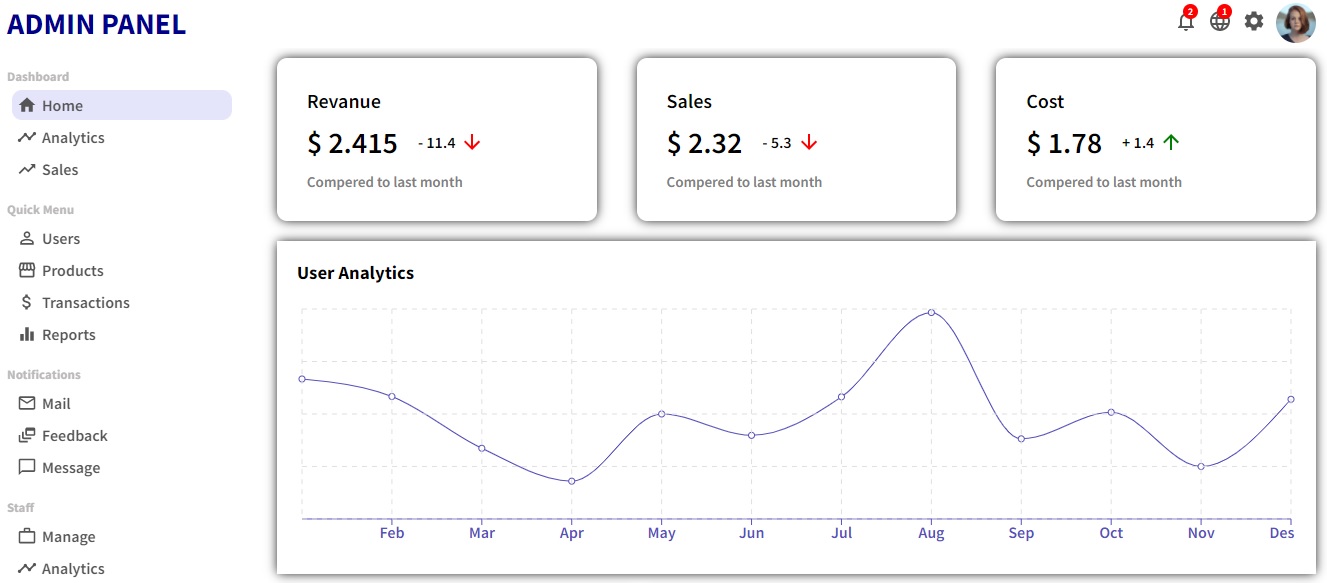 ADMIN PANEL
2
1
Dashboard
Home
Analytics
Sales
Quick Menu
Users
Products
Transactions
Reports
Notifications
Mail
Feedback
Message
Staff
Manage
Analytics
Revanue
$ 2.415 - 11.4
Compered to last month
Sales
$ 2.32 - 5.3
Compered to last month
Cost
$ 1.78 + 1.4
Compered to last month
User Analytics
Feb Mar Apr May Jun Jul Aug Sep Oct Nov Des